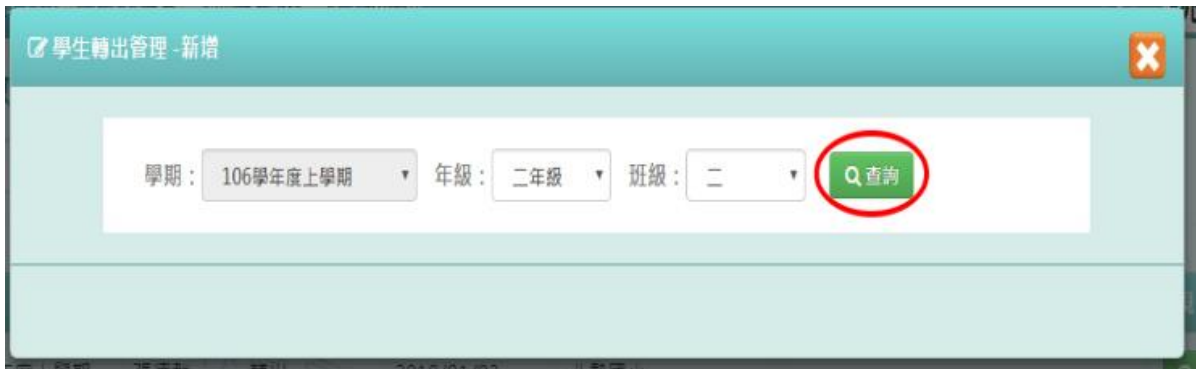 學生轉出管理 -新增
學期： 106學年度上學期 年級： 二年級 班級： 二 查詢